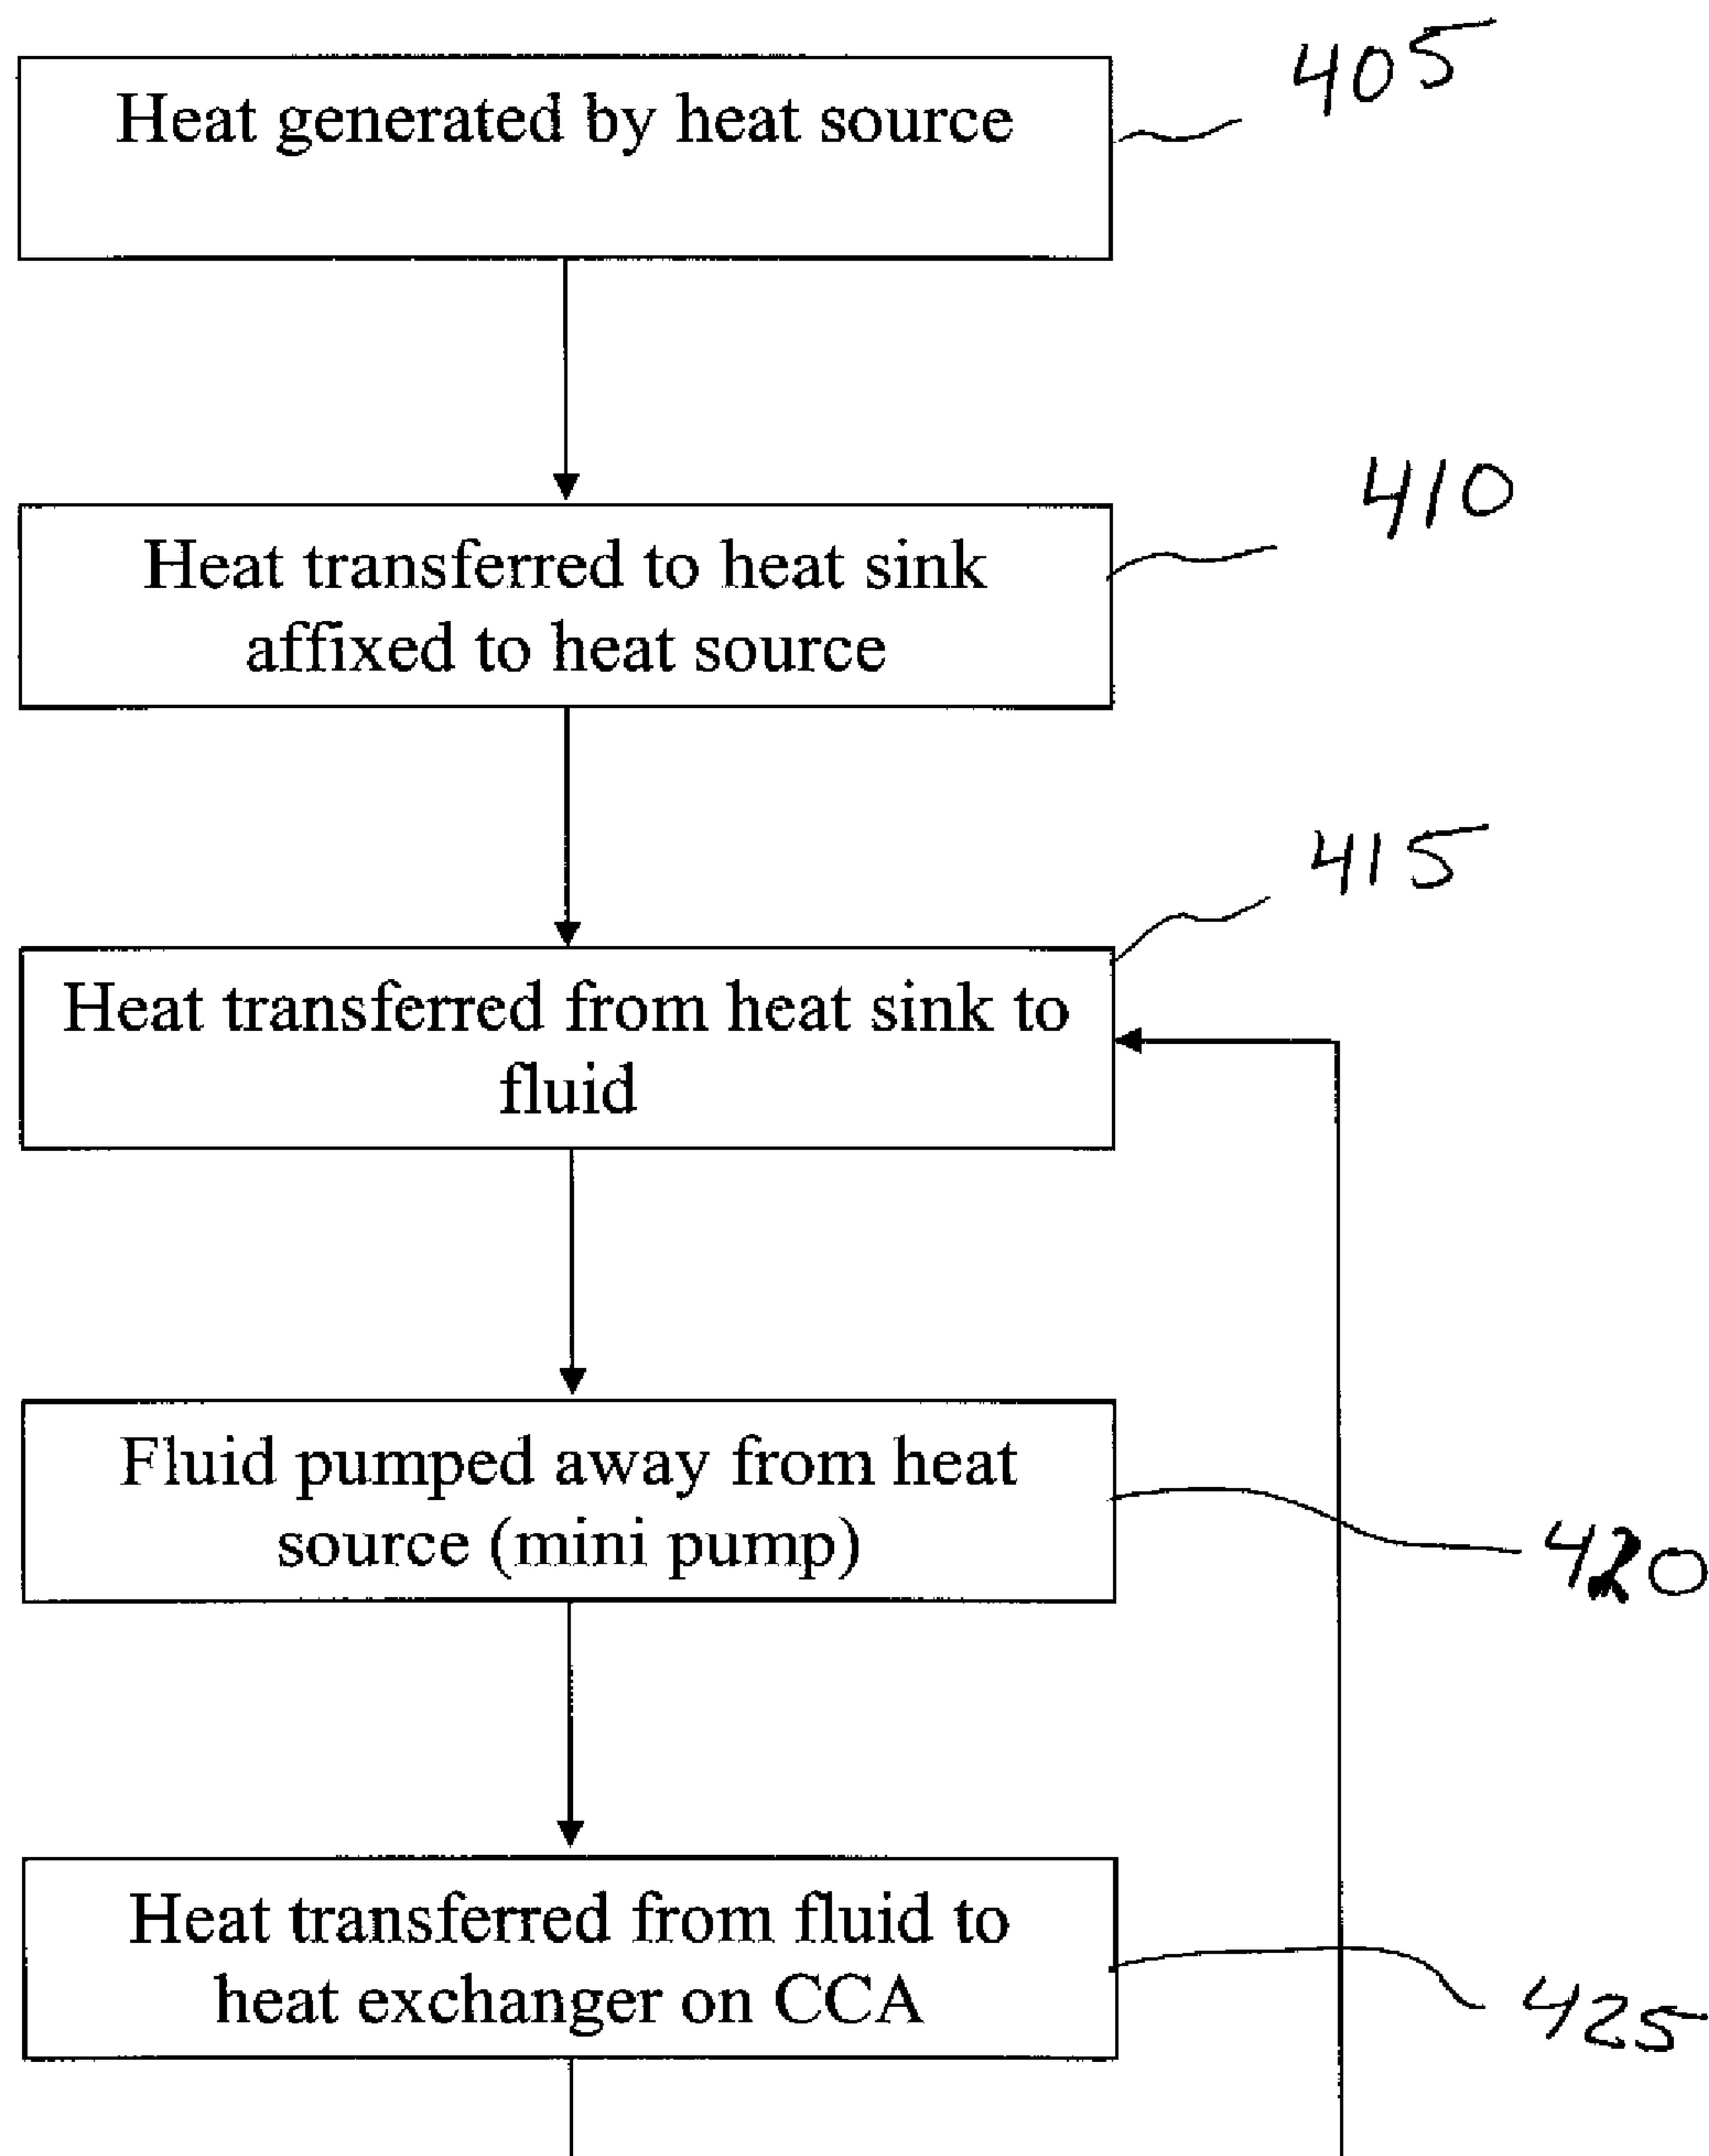 Heat generated by heat source
405
Heat transferred to heat sink
affixed to heat source
410
Heat transferred from heat sink to
fluid
415
Fluid pumped away from heat
source (mini pump)
420
Heat transferred from fluid to
heat exchanger on CCA
425